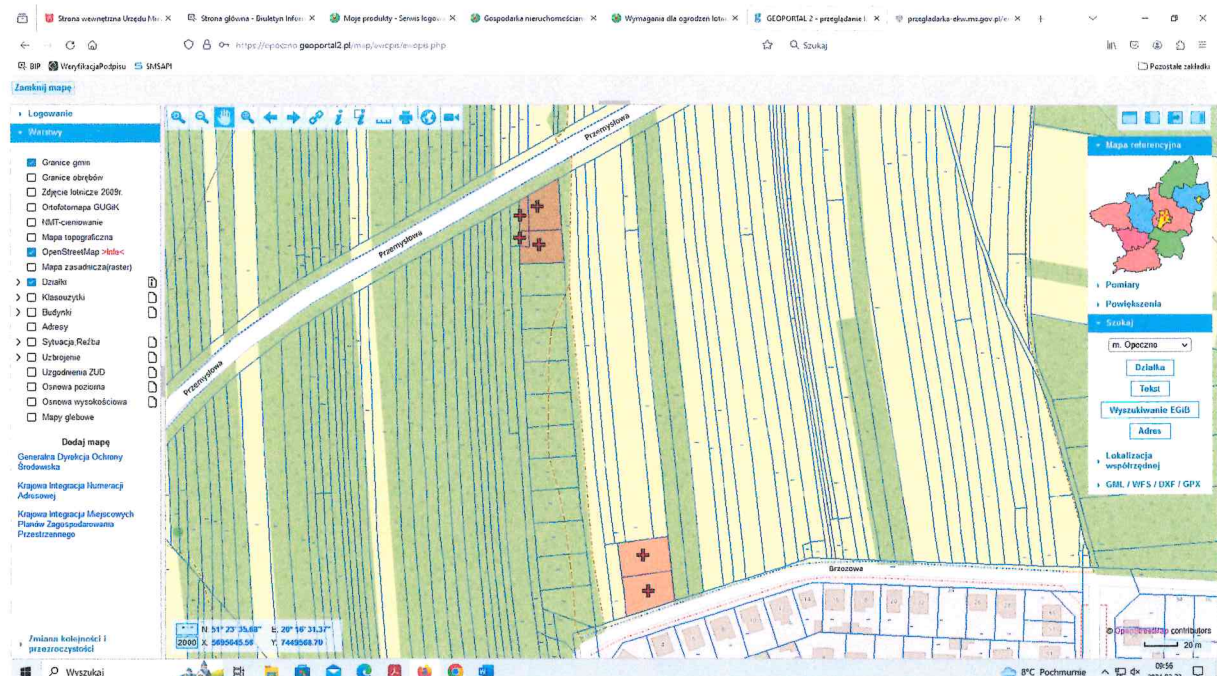 Strona wewnętrzna Urzędu Mi
Strona główna - Biuletyn Infor
Moje produkty - Serwis logow
Gospodarka nieruchomościam
Wymagania dla ogrodzeń lotn
GEOPORTAL 2 - przeglądanie
przegladarka-ekw.ms.gov.pl/e
https://opoczno.geoportal2.pl/map/www/mapa.php
Szukaj
BIP
WeryfikacjaPodpisu
SMSAPI
Pozostałe zakładki
Zamknij mapę
Logowanie
Warstwy
Granice gmin
Granice obrębów
Zdjęcie lotnicze 2009r.
Ortofotomapa GUGiK
NMT-cieniowanie
Mapa topograficzna
OpenStreetMap >Info<
Mapa zasadnicza(raster)
Działki
Klasoużytki
Budynki
Adresy
Sytuacja,Rzeźba
Uzbrojenie
Uzgodnienia ZUD
Osnowa pozioma
Osnowa wysokościowa
Mapy glebowe
Dodaj mapę
Generalna Dyrekcja Ochrony
Środowiska
Krajowa Integracja Numeracji
Adresowej
Krajowa Integracja Miejscowych
Planów Zagospodarowania
Przestrzennego
Zmiana kolejności i
przezroczystości
Przemysłowa
Przemysłowa
Przemysłowa
Brzozowa
Mapa referencyjna
Pomiary
Powiększenia
Szukaj
m. Opoczno
Działka
Tekst
Wyszukiwanie EGiB
Adres
Lokalizacja
współrzędnej
GML / WFS / DXF / GPX
2000
N: 51° 23' 35,68" E: 20° 16' 31,37"
X: 5695645.56 Y: 7449568.70
© OpenStreetMap contributors
20 m
Wyszukaj
8°C Pochmurnie
09:56